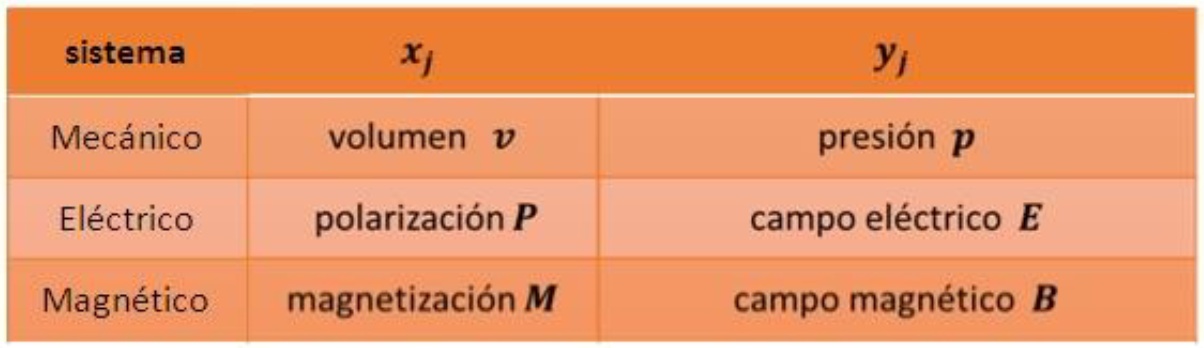 sistema x_j y_j
Mecánico volumen v presión p
Eléctrico polarización P campo eléctrico E
Magnético magnetización M campo magnético B